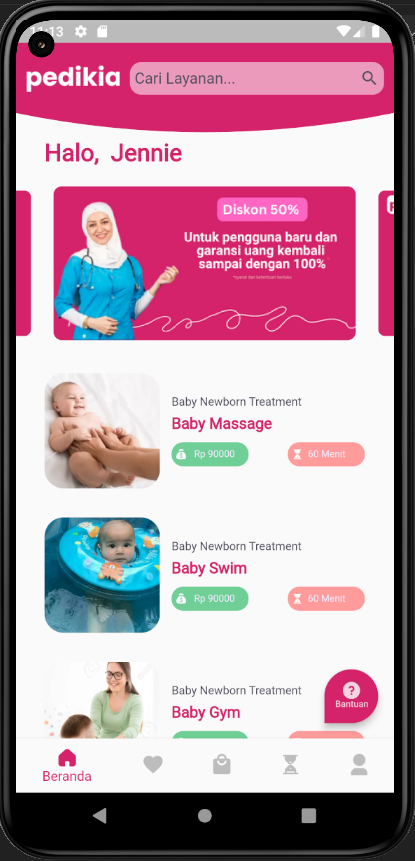 11:13
pedikia
Cari Layanan...
Halo, Jennie
Diskon 50%
Untuk pengguna baru dan
garansi uang kembali
sampai dengan 100%
*syarat dan ketentuan berlaku
Baby Newborn Treatment
Baby Massage
Rp 90000
60 Menit
Baby Newborn Treatment
Baby Swim
Rp 90000
60 Menit
Baby Newborn Treatment
Baby Gym
?
Bantuan
Beranda